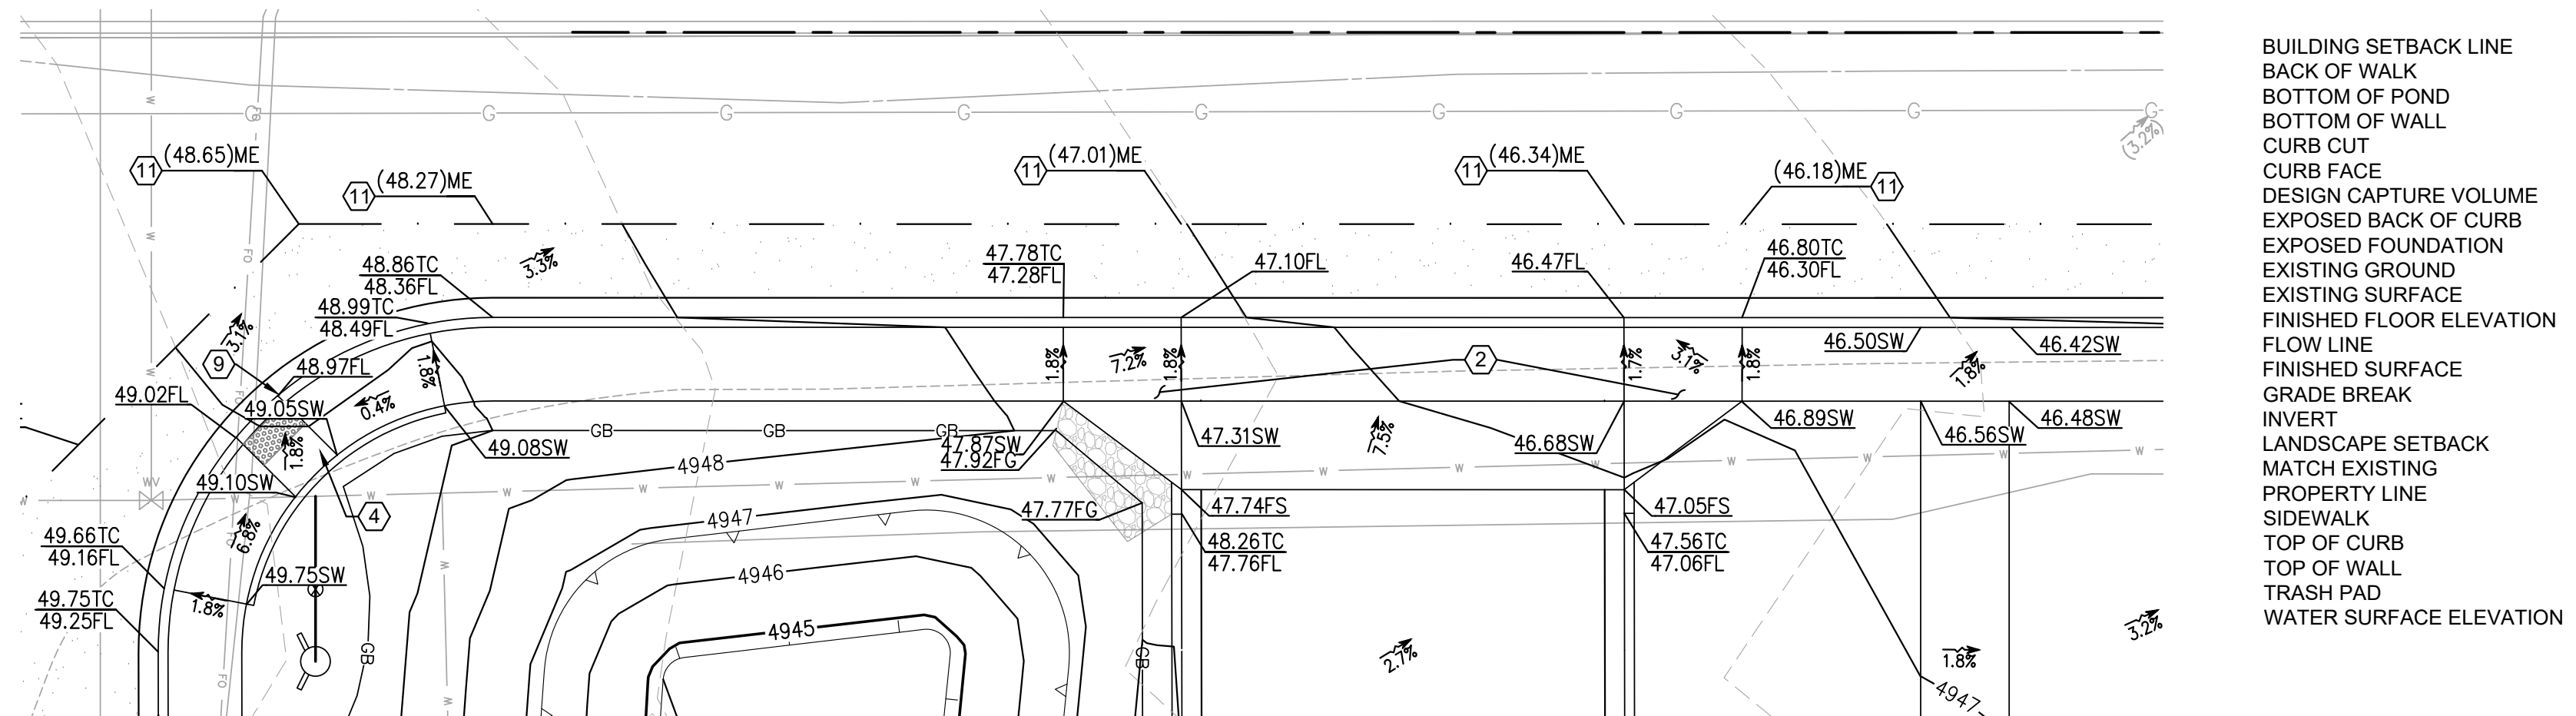 G G G G G G G G G
FO
W
(3.2%)
BUILDING SETBACK LINE
BACK OF WALK
BOTTOM OF POND
BOTTOM OF WALL
CURB CUT
CURB FACE
DESIGN CAPTURE VOLUME
EXPOSED BACK OF CURB
EXPOSED FOUNDATION
EXISTING GROUND
EXISTING SURFACE
FINISHED FLOOR ELEVATION
FLOW LINE
FINISHED SURFACE
GRADE BREAK
INVERT
LANDSCAPE SETBACK
MATCH EXISTING
PROPERTY LINE
SIDEWALK
TOP OF CURB
TOP OF WALL
TRASH PAD
WATER SURFACE ELEVATION
11 (48.65)ME
11 (48.27)ME
11 (47.01)ME
11 (46.34)ME
(46.18)ME 11
W
FO
3.3%
48.86TC
48.36FL
48.99TC
48.49FL
47.78TC
47.28FL
47.10FL
46.47FL
46.80TC
46.30FL
3.1%
9
48.97FL
1.8%
0.4%
1.8%
7.2%
1.8%
2
1.7%
3.1%
1.8%
46.50SW
1.8%
46.42SW
W
FO
49.02FL
49.05SW
1.8%
49.08SW
GB GB GB
47.87SW
47.92FG
47.31SW
7.5%
46.68SW
46.89SW
46.56SW
46.48SW
4948
49.10SW
WV
W W W W W W W W W W W W W W W W
4
6.8%
FO
49.66TC
49.16FL
49.75SW
1.8%
49.75TC
49.25FL
4947
4946
4945
47.77FG
47.74FS
48.26TC
47.76FL
47.05FS
47.56TC
47.06FL
GB
GB
FO
W
W
2.7%
1.8%
3.2%
4947